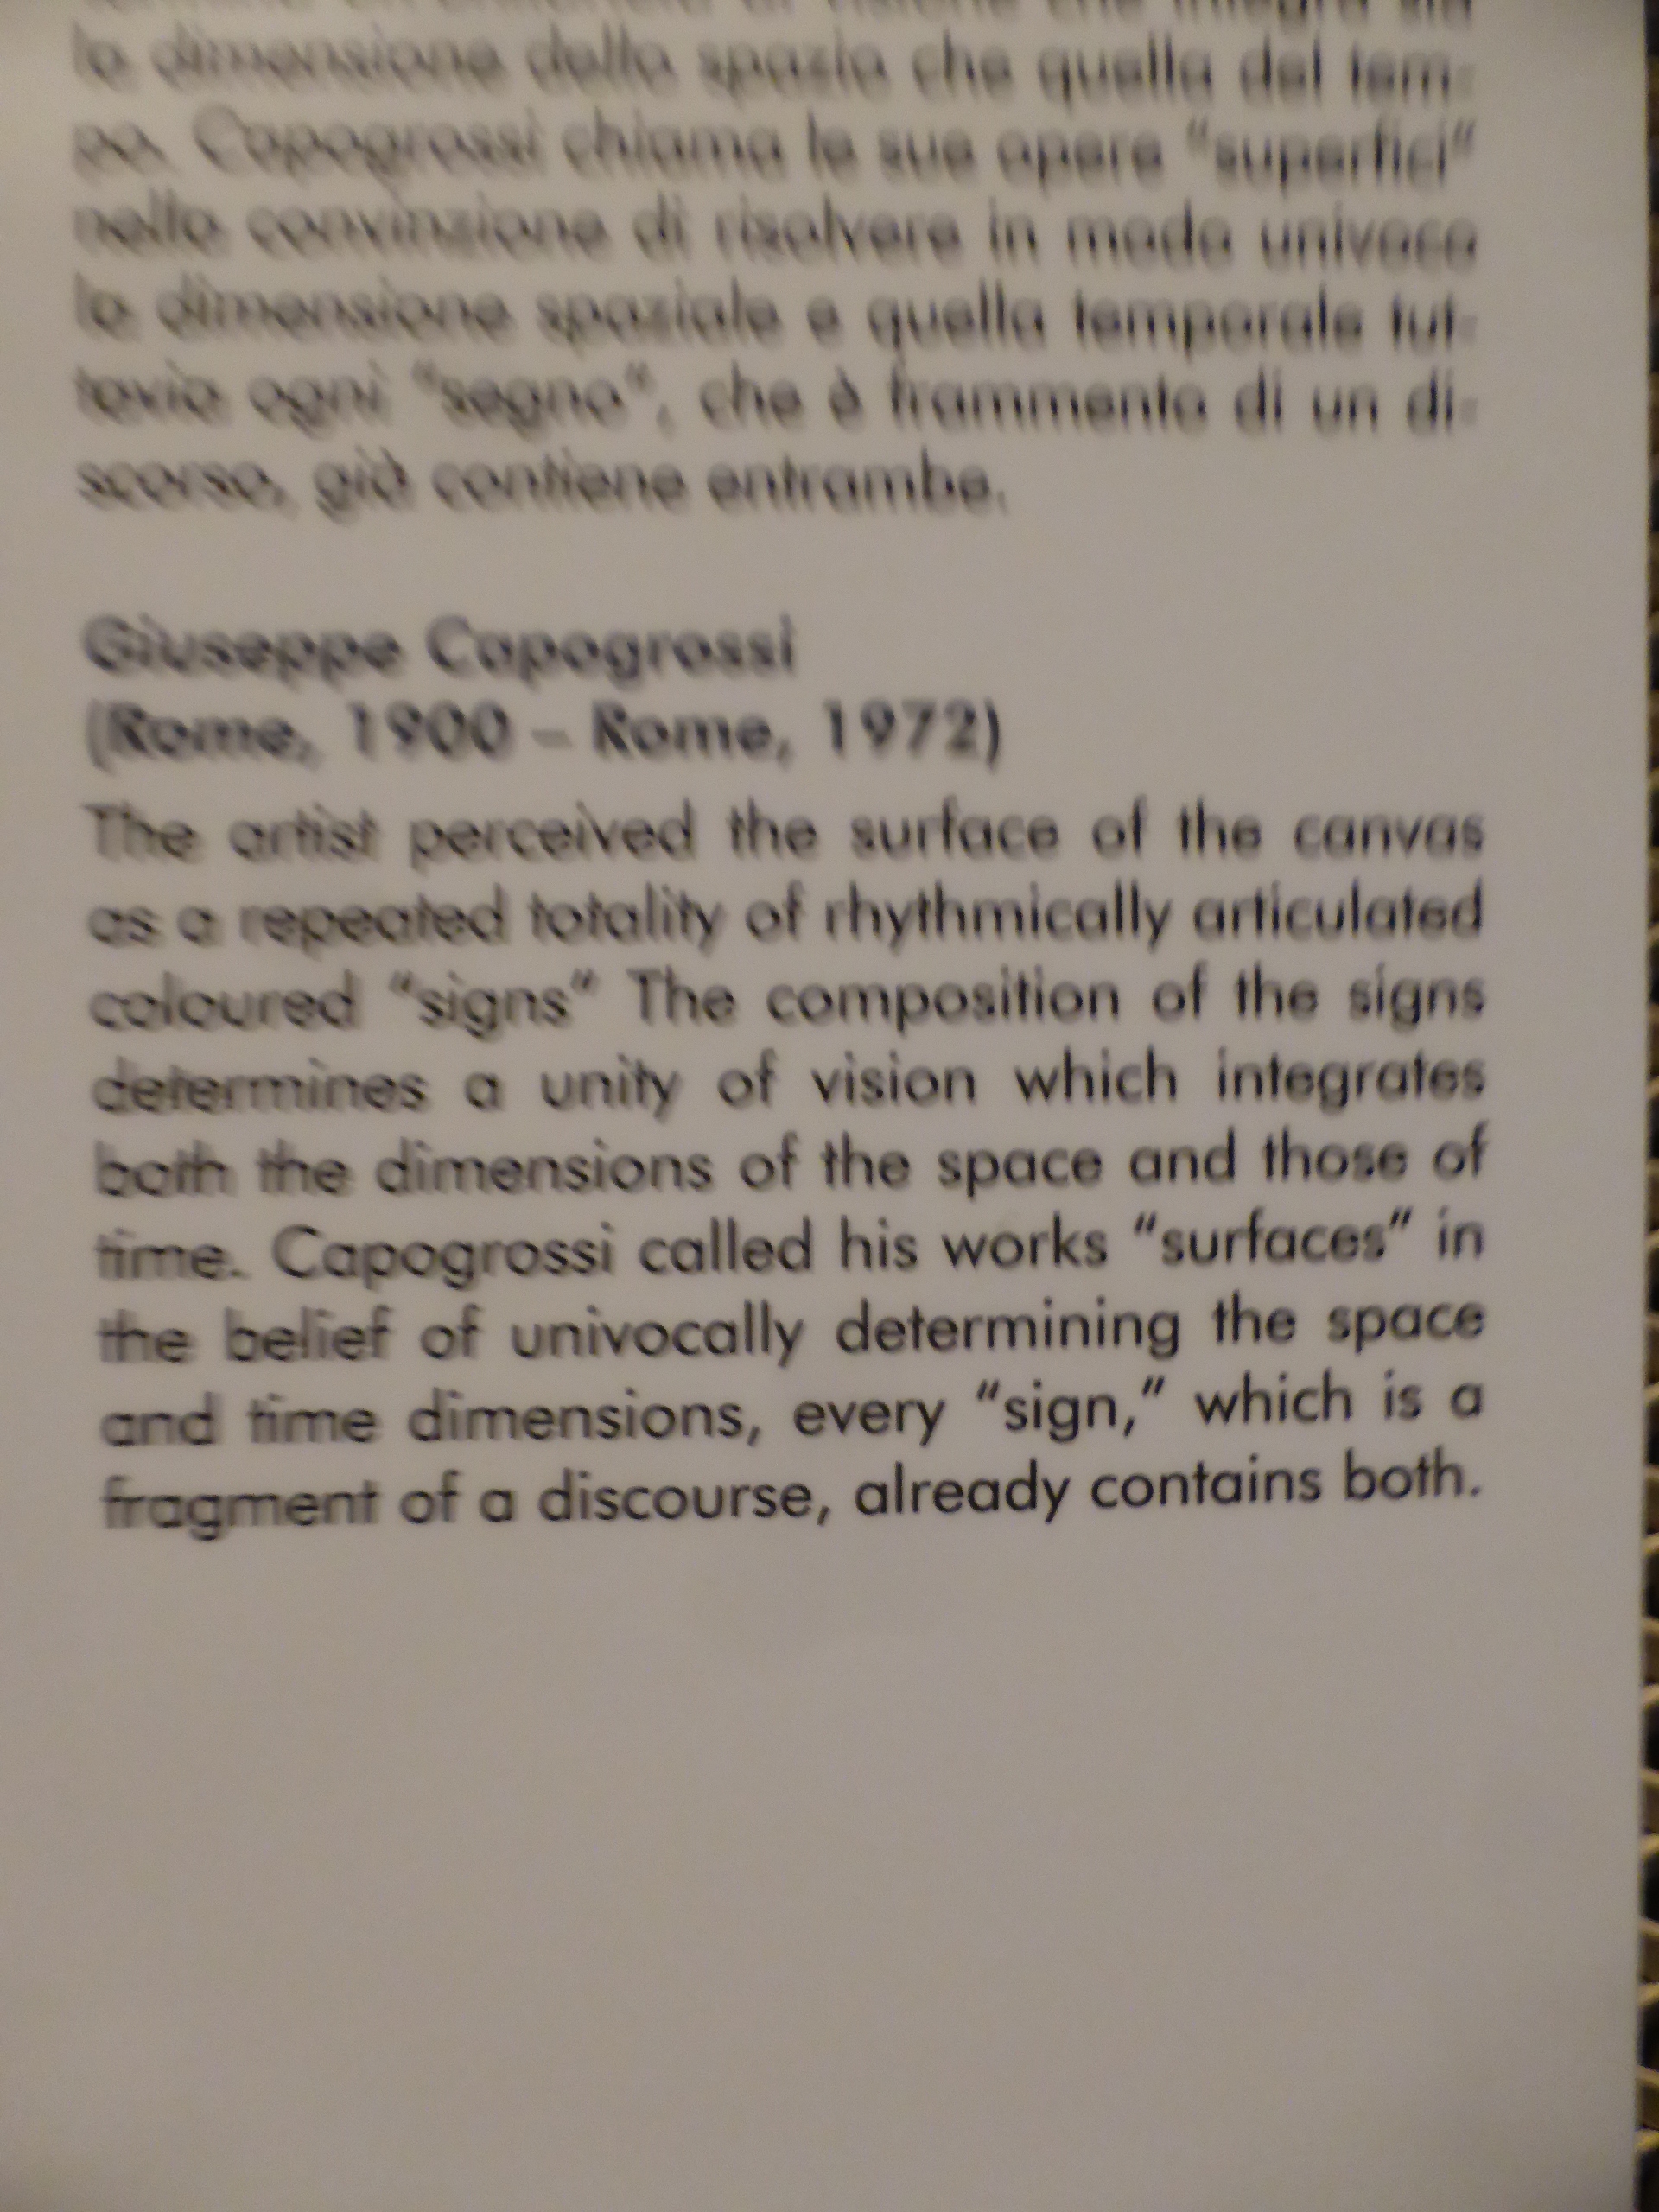 la dimensione dello spazio che quella del tem-
po. Capogrossi chiama le sue opere "superfici"
nella convinzione di risolvere in modo univoco
la dimensione spaziale e quella temporale tut-
tavia ogni "segno", che è frammento di un di-
scorso, già contiene entrambe.
Giuseppe Capogrossi
(Rome, 1900 – Rome, 1972)
The artist perceived the surface of the canvas
as a repeated totality of rhythmically articulated
coloured "signs" The composition of the signs
determines a unity of vision which integrates
both the dimensions of the space and those of
time. Capogrossi called his works "surfaces" in
the belief of univocally determining the space
and time dimensions, every "sign," which is a
fragment of a discourse, already contains both.